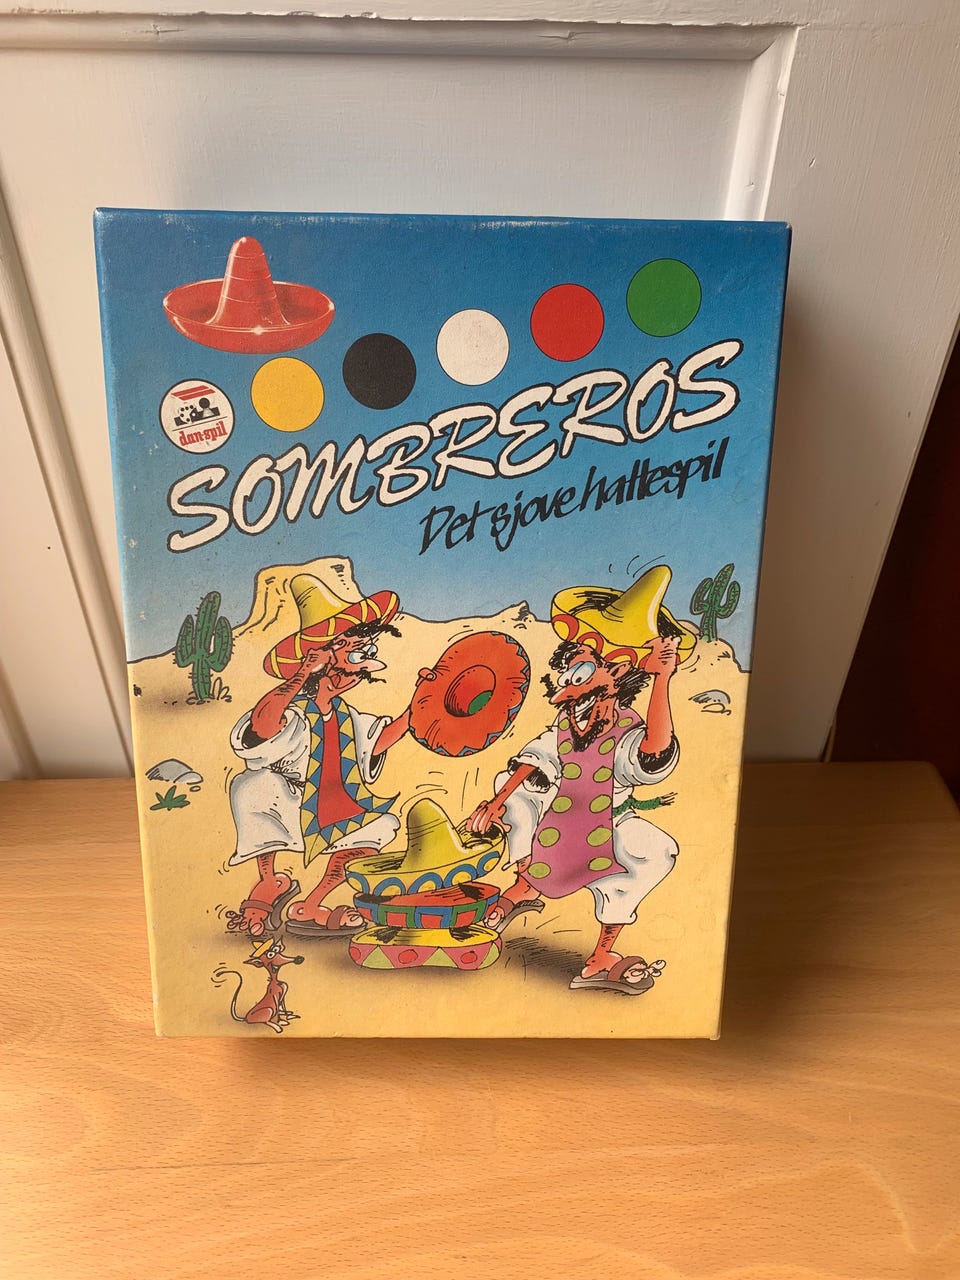 dan-spil
SOMBREROS
Det sjove hattespil